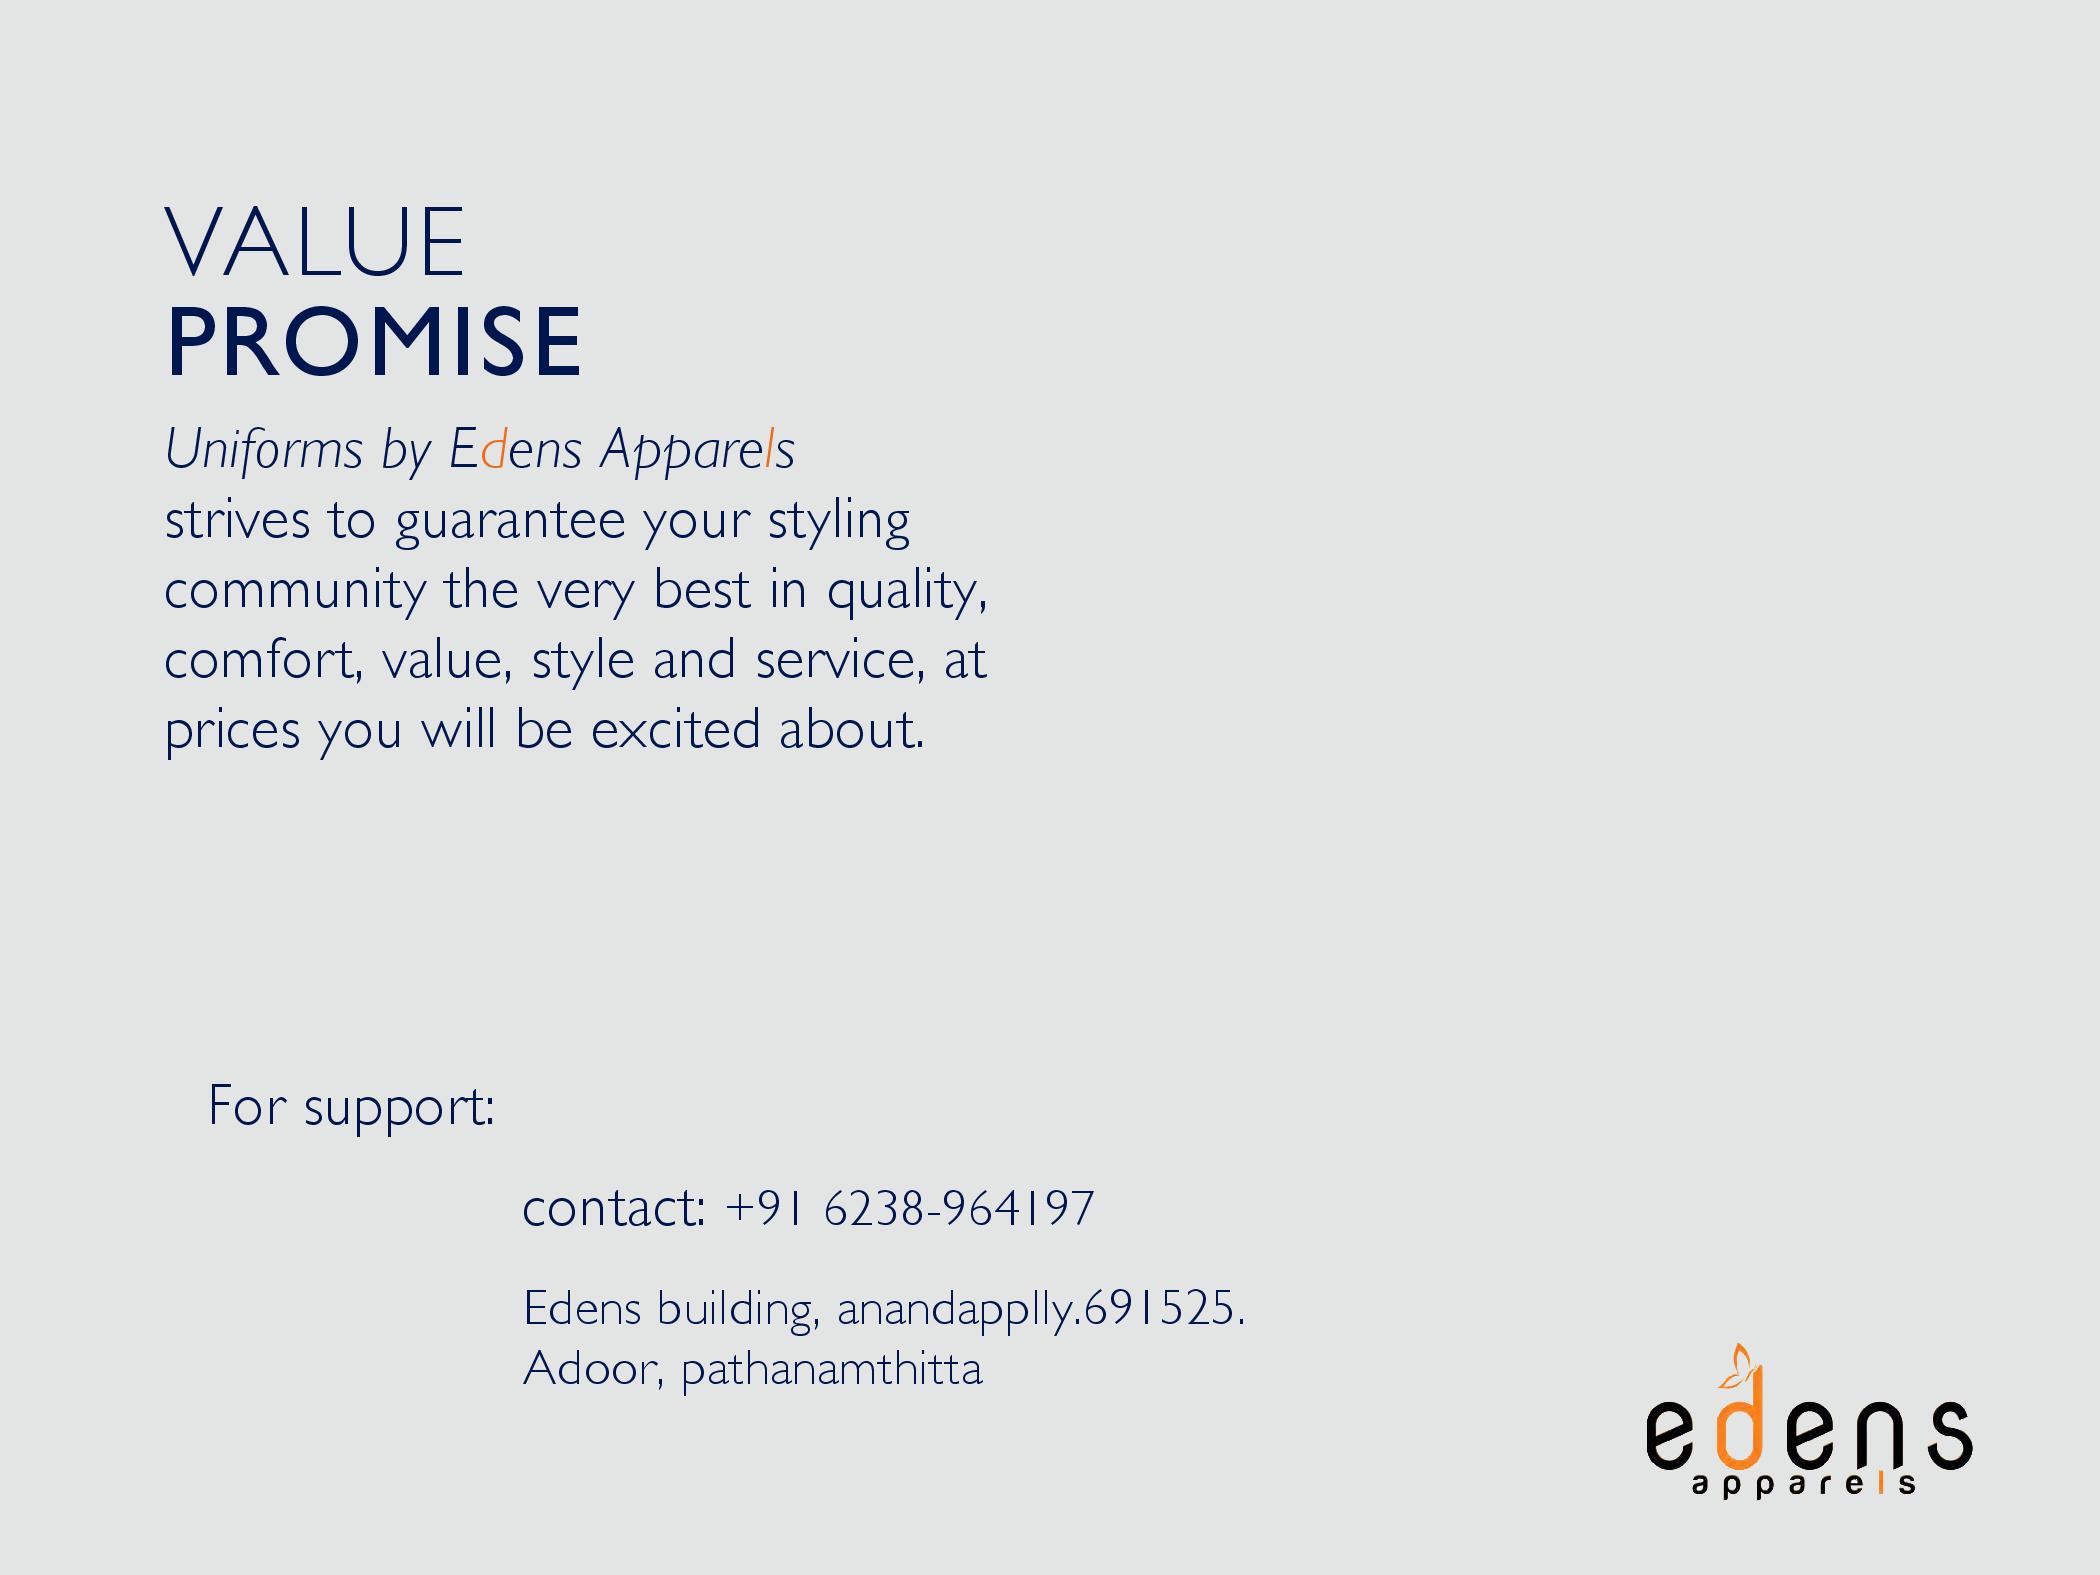 VALUE
PROMISE
Uniforms by Edens Apparels
strives to guarantee your styling
community the very best in quality,
comfort, value, style and service, at
prices you will be excited about.
For support:
contact: +91 6238-964197
Edens building, anandapplly.691525.
Adoor, pathanamthitta
edens
apparels